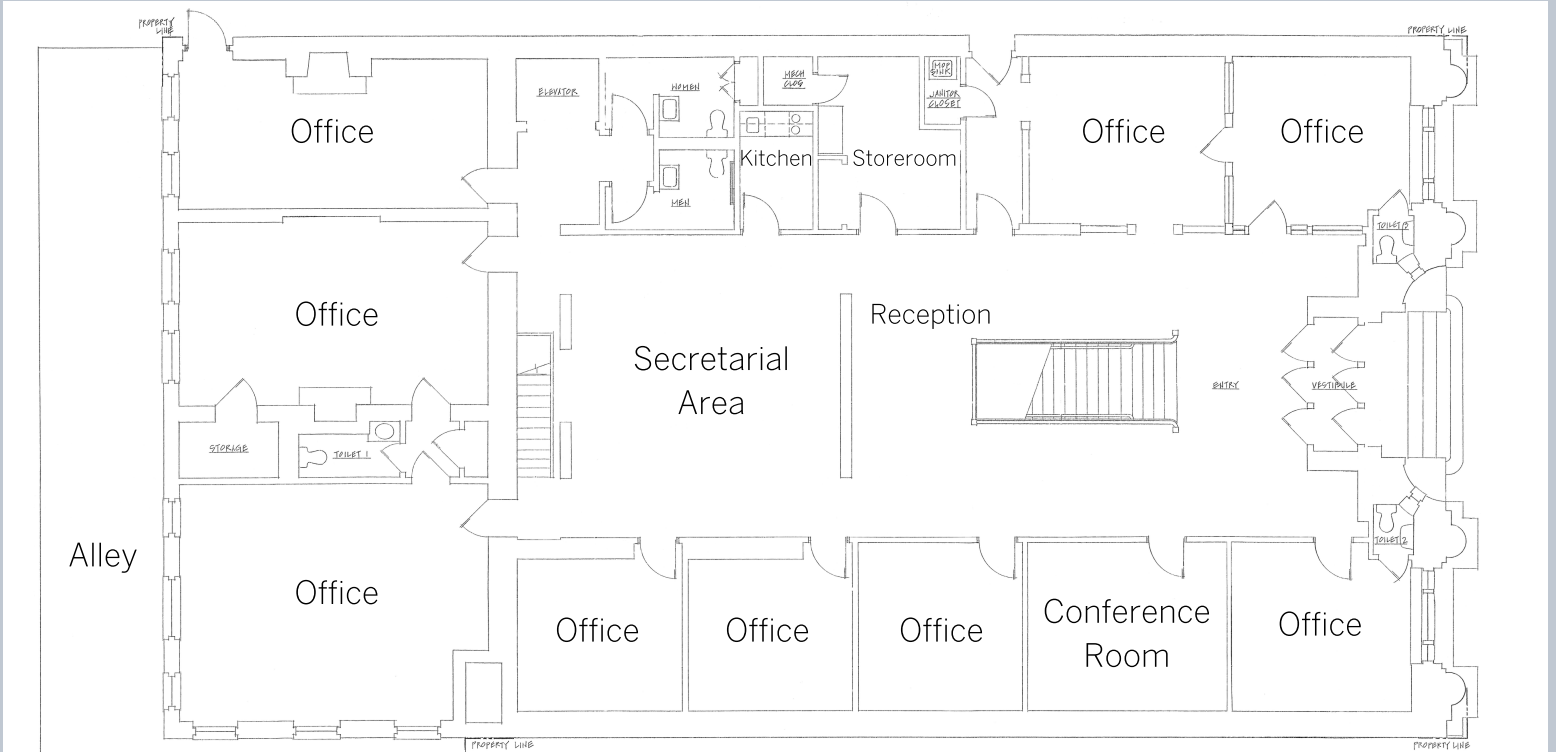 PROPERTY
LINE
PROPERTY LINE
ELEVATOR
WOMEN
MECH
CLOS
MOP
SINK
JANITOR
CLOSET
Office
Office
Office
Kitchen
Storeroom
MEN
TOILET 3
Office
Reception
Secretarial
Area
ENTRY
VESTIBULE
STORAGE
TOILET 1
TOILET 2
Alley
Office
Office
Office
Office
Conference
Room
Office
PROPERTY LINE
PROPERTY LINE